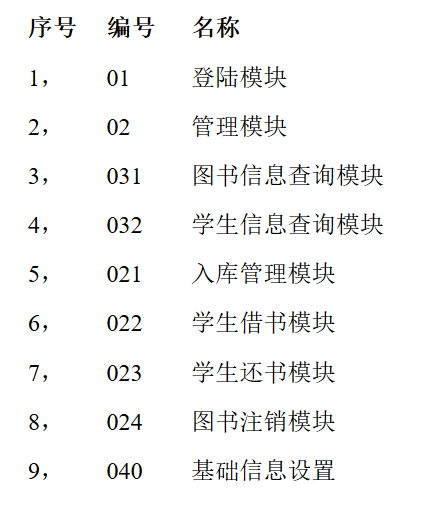 序号 编号 名称
1， 01 登陆模块
2， 02 管理模块
3， 031 图书信息查询模块
4， 032 学生信息查询模块
5， 021 入库管理模块
6， 022 学生借书模块
7， 023 学生还书模块
8， 024 图书注销模块
9， 040 基础信息设置